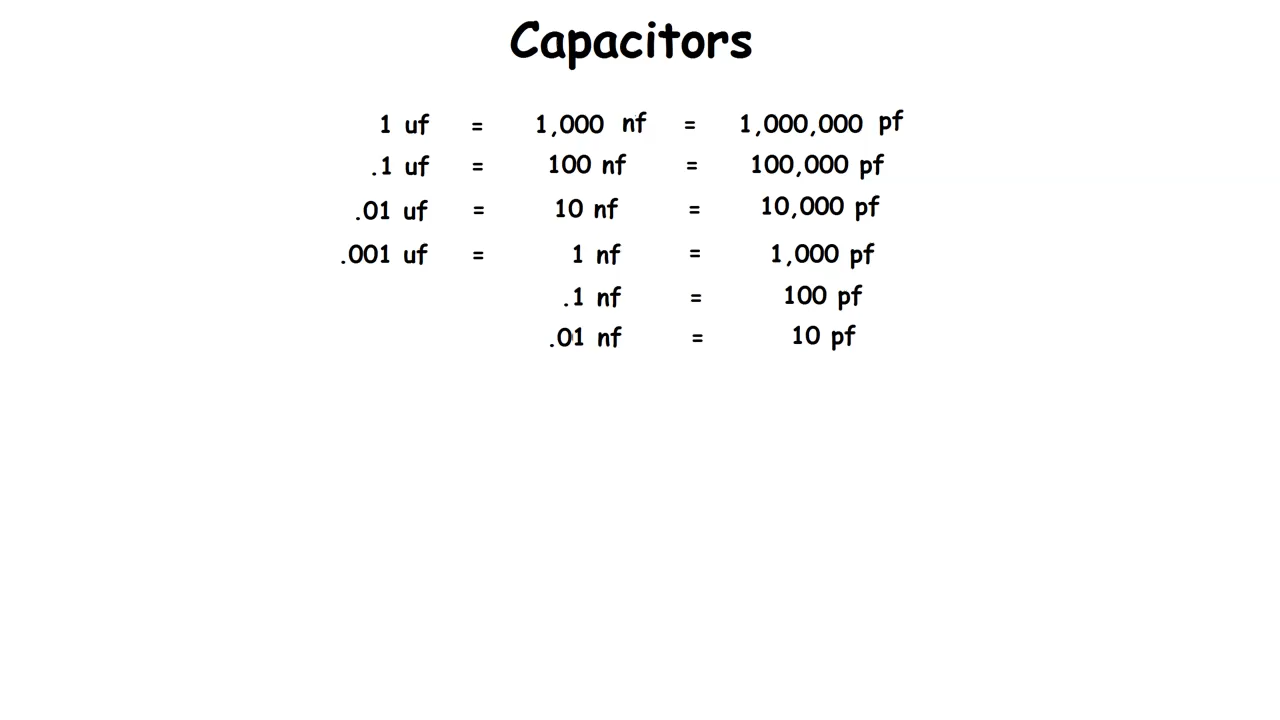 Capacitors
1 uf = 1,000 nf = 1,000,000 pf
.1 uf = 100 nf = 100,000 pf
.01 uf = 10 nf = 10,000 pf
.001 uf = 1 nf = 1,000 pf
.1 nf = 100 pf
.01 nf = 10 pf